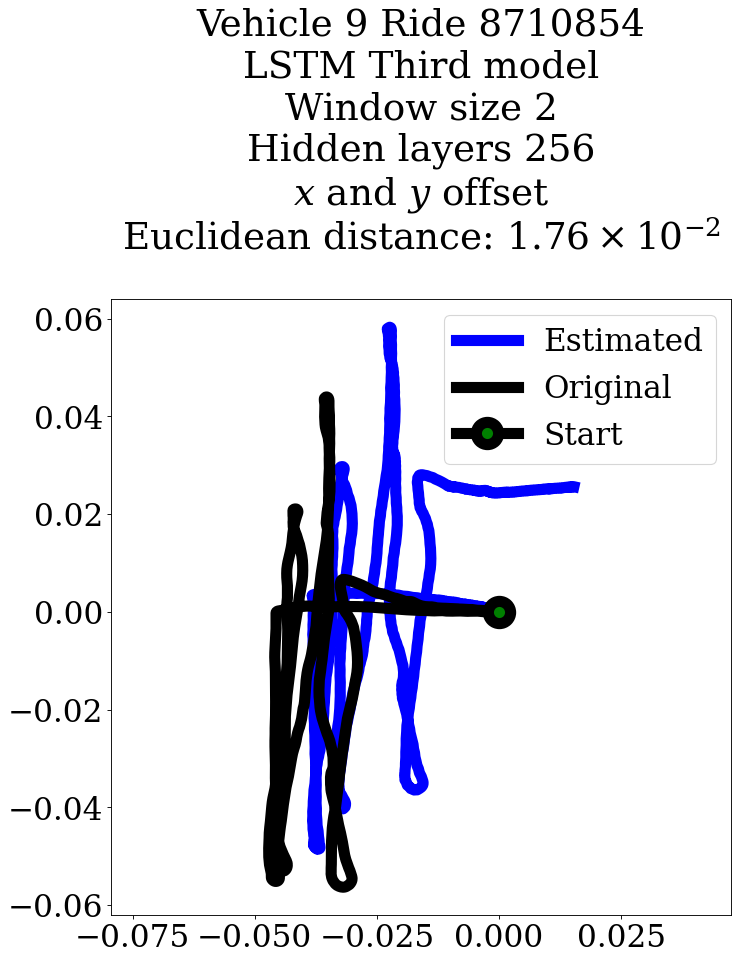 Vehicle 9 Ride 8710854
LSTM Third model
Window size 2
Hidden layers 256
x and y offset
Euclidean distance: 1.76 × 10⁻²
Estimated
Original
Start
0.06
0.04
0.02
0.00
−0.02
−0.04
−0.06
−0.075 −0.050 −0.025 0.000 0.025